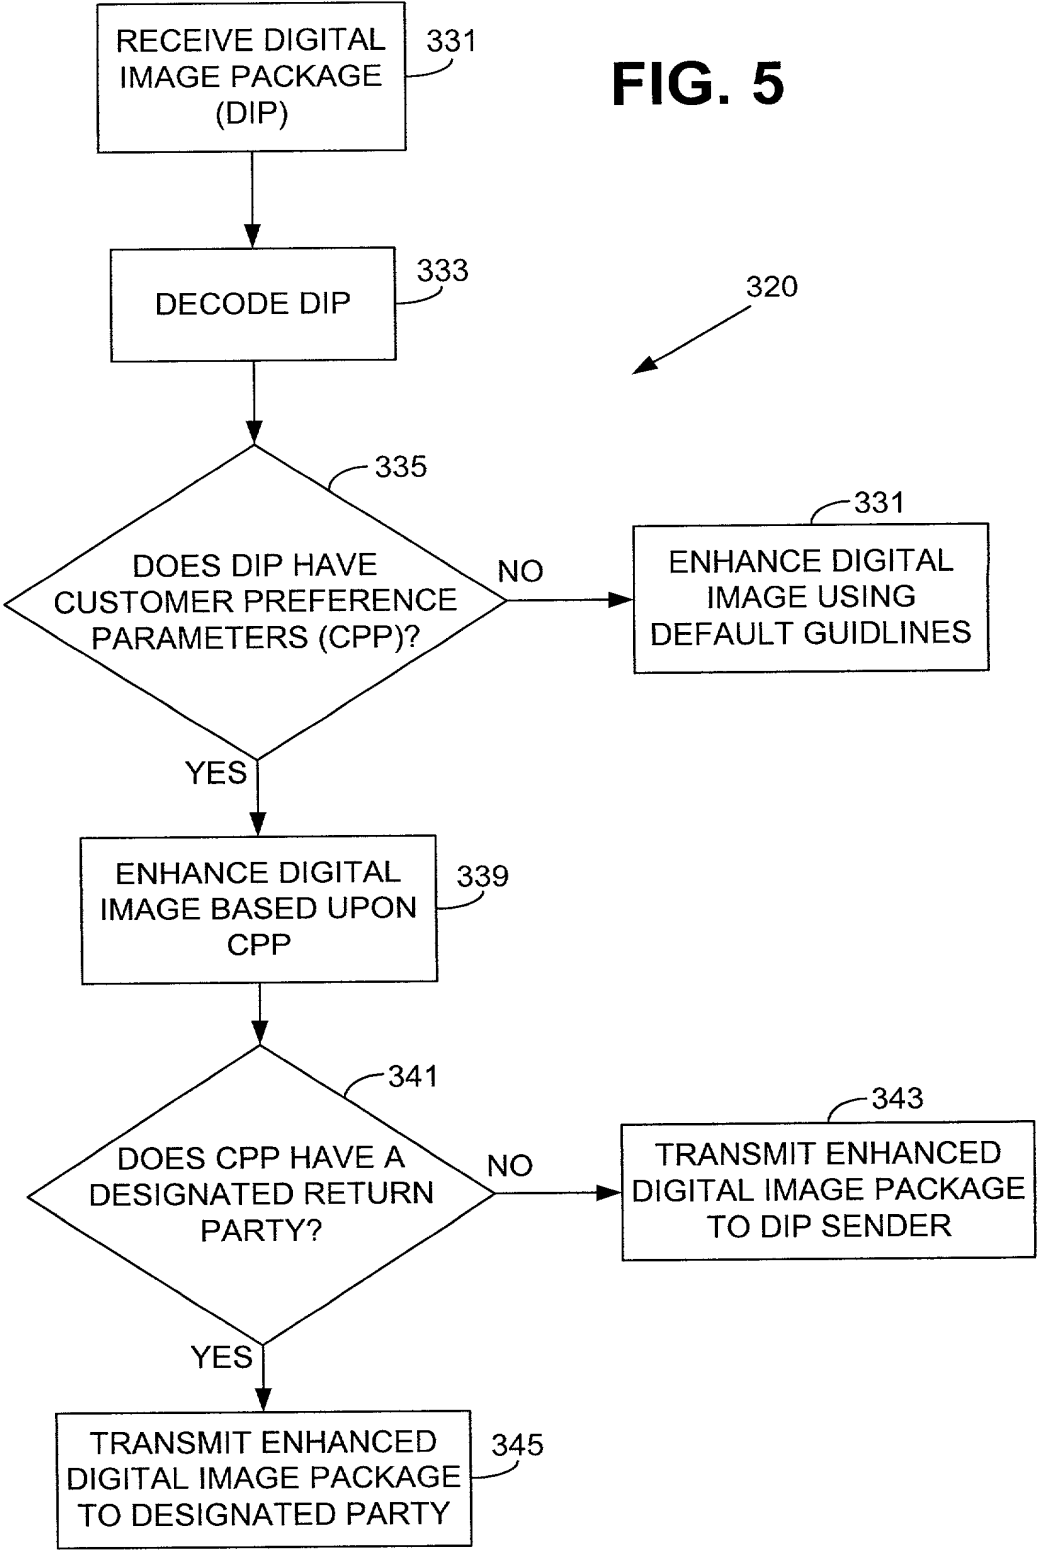 RECEIVE DIGITAL
IMAGE PACKAGE
(DIP)
331
FIG. 5
DECODE DIP
333
320
335
DOES DIP HAVE
CUSTOMER PREFERENCE
PARAMETERS (CPP)?
NO
331
ENHANCE DIGITAL
IMAGE USING
DEFAULT GUIDLINES
YES
ENHANCE DIGITAL
IMAGE BASED UPON
CPP
339
341
DOES CPP HAVE A
DESIGNATED RETURN
PARTY?
NO
343
TRANSMIT ENHANCED
DIGITAL IMAGE PACKAGE
TO DIP SENDER
YES
TRANSMIT ENHANCED
DIGITAL IMAGE PACKAGE
TO DESIGNATED PARTY
345